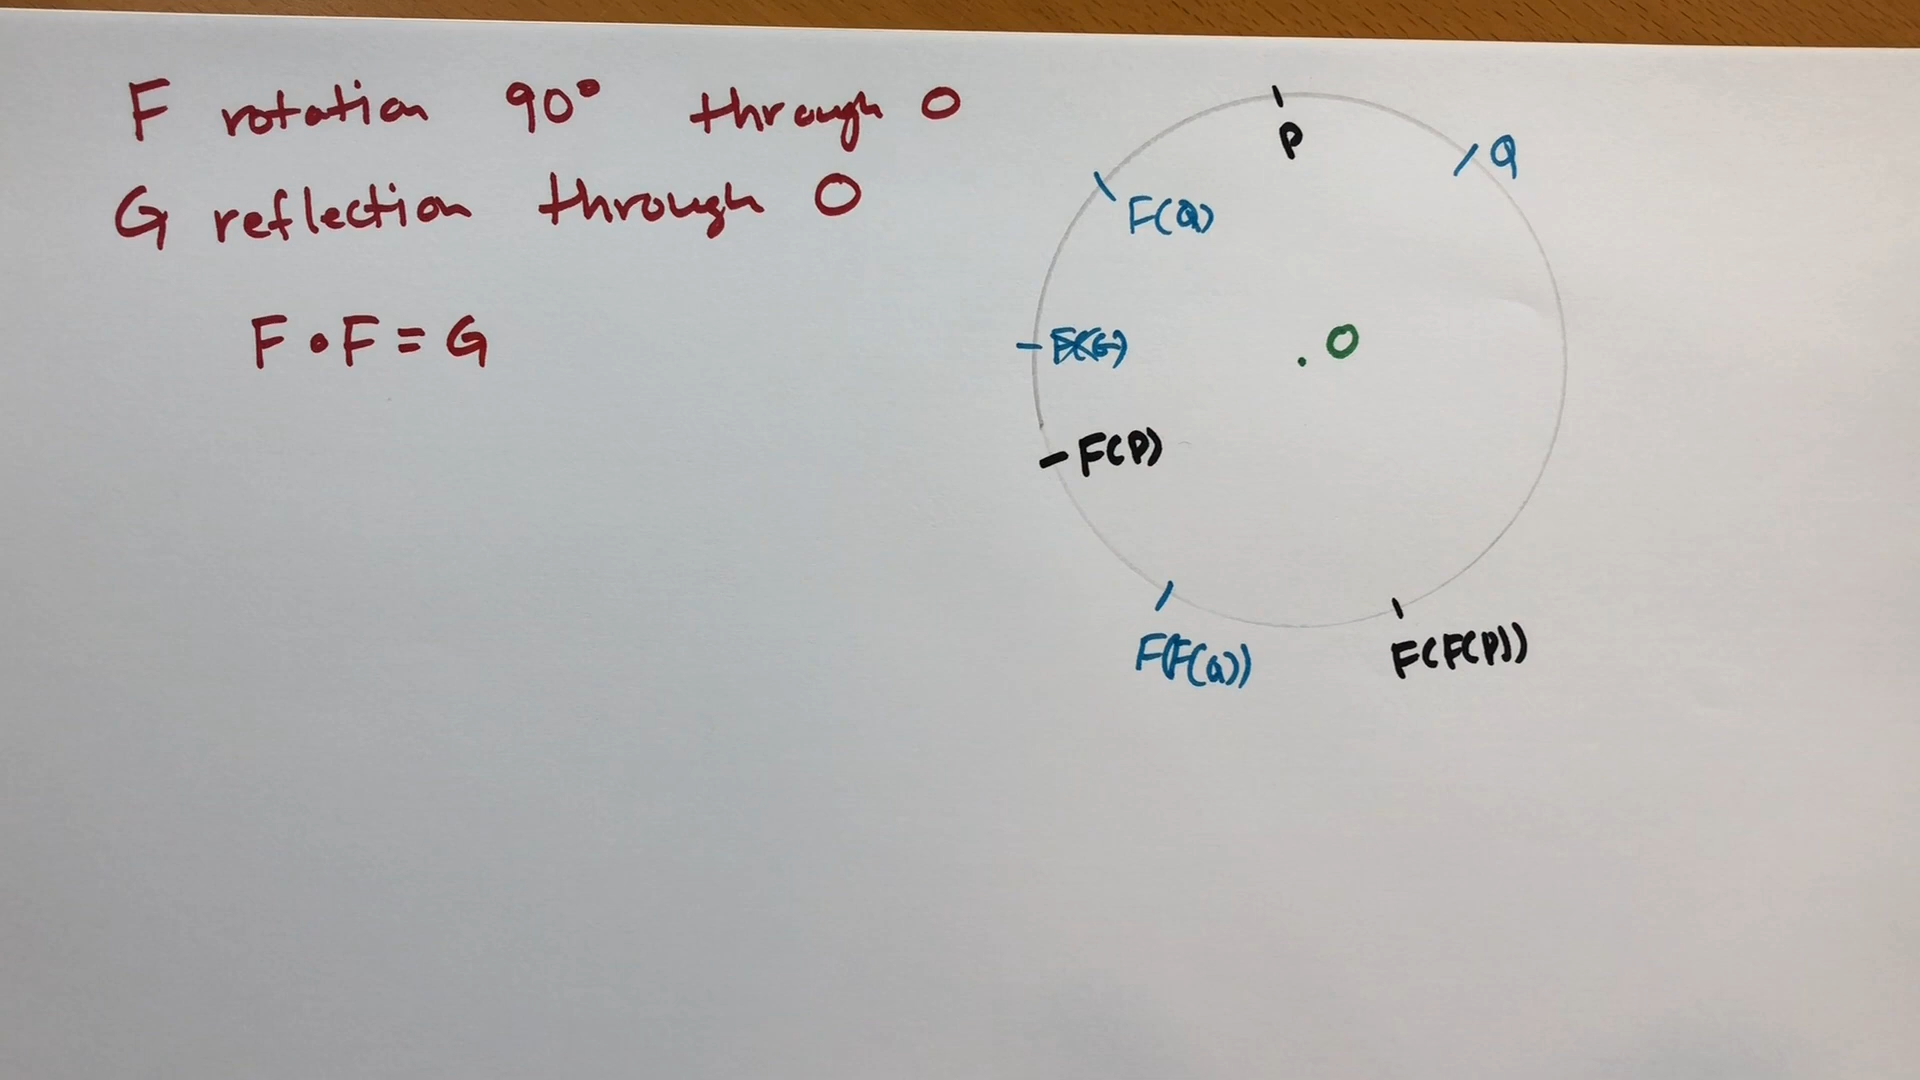 F rotation 90° through O
G reflection through O
F • F = G
P
Q
F(Q)
O
F(P)
F(F(Q))
F(F(P))